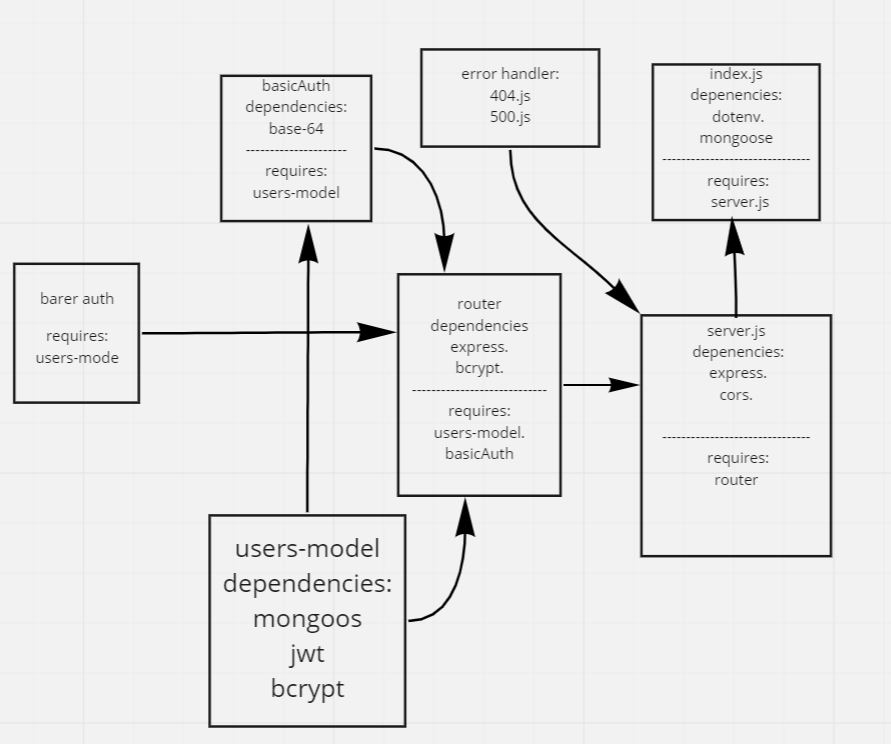 basicAuth
dependencies:
base-64
---------------------
requires:
users-model
error handler:
404.js
500.js
index.js
depenencies:
dotenv.
mongoose
-------------------------------
requires:
server.js
barer auth
requires:
users-mode
router
dependencies
express.
bcrypt.
----------------------------
requires:
users-model.
basicAuth
server.js
depenencies:
express.
cors.
-------------------------------
requires:
router
users-model
dependencies:
mongoos
jwt
bcrypt